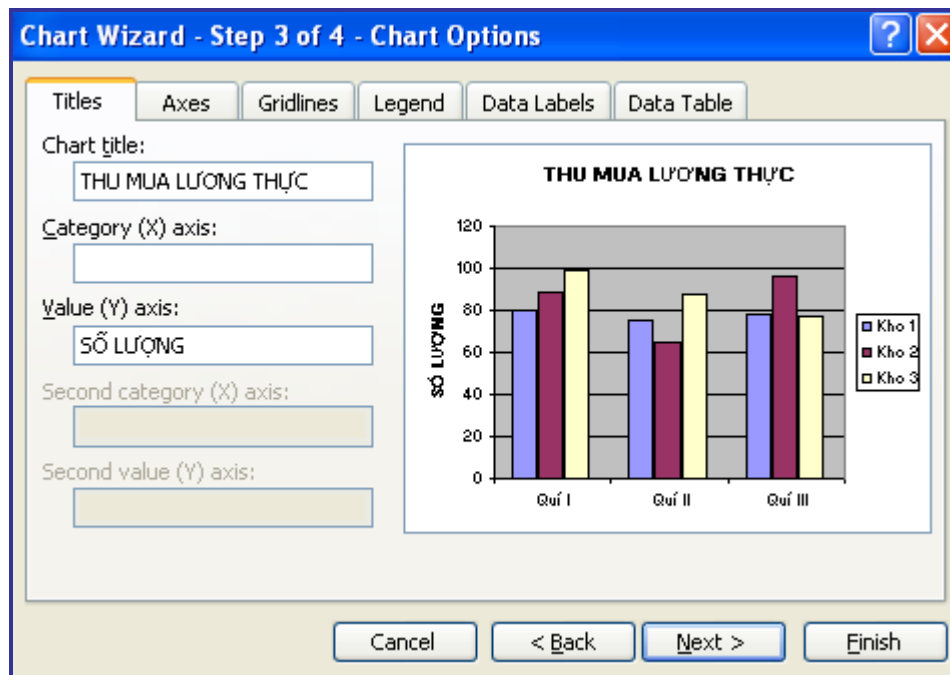 Chart Wizard - Step 3 of 4 - Chart Options
Titles Axes Gridlines Legend Data Labels Data Table
Chart title:
THU MUA LƯƠNG THỰC
Category (X) axis:
Value (Y) axis:
SỐ LƯỢNG
Second category (X) axis:
Second value (Y) axis:
THU MUA LƯƠNG THỰC
SỐ LƯỢNG
120
100
80
60
40
20
0
Quí I Quí II Quí III
Kho 1
Kho 2
Kho 3
Cancel < Back Next > Finish